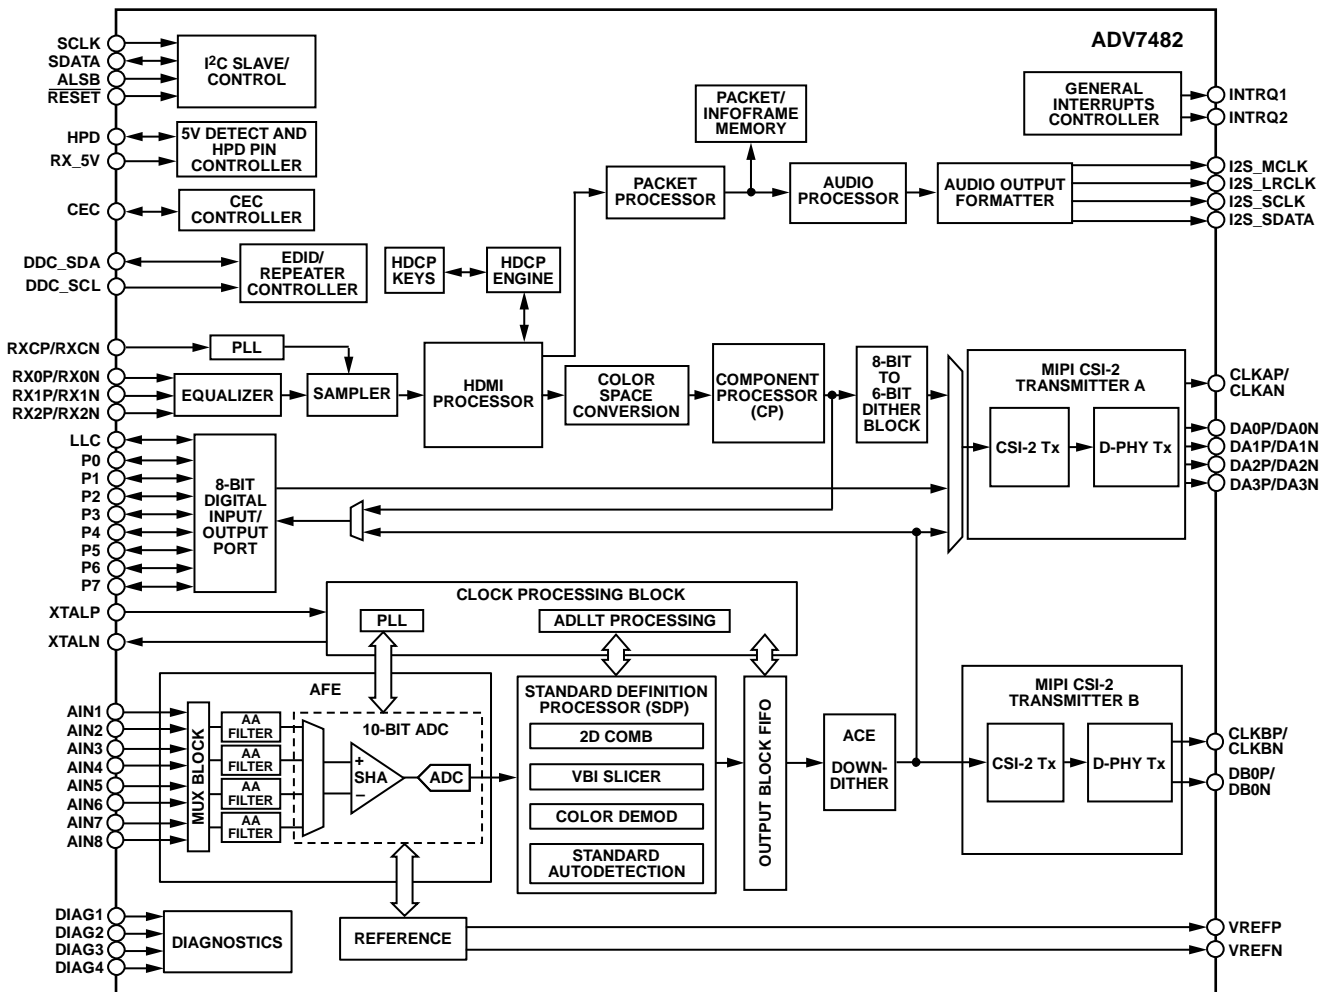 ADV7482
SCLK
SDATA
ALSB
RESET
I²C SLAVE/
CONTROL
HPD
RX_5V
5V DETECT AND
HPD PIN
CONTROLLER
CEC
CEC
CONTROLLER
DDC_SDA
DDC_SCL
EDID/
REPEATER
CONTROLLER
HDCP
KEYS
HDCP
ENGINE
PACKET/
INFOFRAME
MEMORY
PACKET
PROCESSOR
AUDIO
PROCESSOR
AUDIO OUTPUT
FORMATTER
GENERAL
INTERRUPTS
CONTROLLER
INTRQ1
INTRQ2
I2S_MCLK
I2S_LRCLK
I2S_SCLK
I2S_SDATA
RXCP/RXCN
PLL
RX0P/RX0N
RX1P/RX1N
RX2P/RX2N
EQUALIZER
SAMPLER
HDMI
PROCESSOR
COLOR
SPACE
CONVERSION
COMPONENT
PROCESSOR
(CP)
8-BIT
TO
6-BIT
DITHER
BLOCK
MIPI CSI-2
TRANSMITTER A
CSI-2 Tx
D-PHY Tx
CLKAP/
CLKAN
DA0P/DA0N
DA1P/DA1N
DA2P/DA2N
DA3P/DA3N
LLC
P0
P1
P2
P3
P4
P5
P6
P7
8-BIT
DIGITAL
INPUT/
OUTPUT
PORT
XTALP
XTALN
CLOCK PROCESSING BLOCK
PLL
ADLLT PROCESSING
AFE
AIN1
AIN2
AIN3
AIN4
AIN5
AIN6
AIN7
AIN8
MUX BLOCK
AA
FILTER
AA
FILTER
AA
FILTER
AA
FILTER
10-BIT ADC
+
SHA
–
ADC
STANDARD DEFINITION
PROCESSOR (SDP)
2D COMB
VBI SLICER
COLOR DEMOD
STANDARD
AUTODETECTION
OUTPUT BLOCK FIFO
ACE
DOWN-
DITHER
MIPI CSI-2
TRANSMITTER B
CSI-2 Tx
D-PHY Tx
CLKBP/
CLKBN
DB0P/
DB0N
DIAG1
DIAG2
DIAG3
DIAG4
DIAGNOSTICS
REFERENCE
VREFP
VREFN